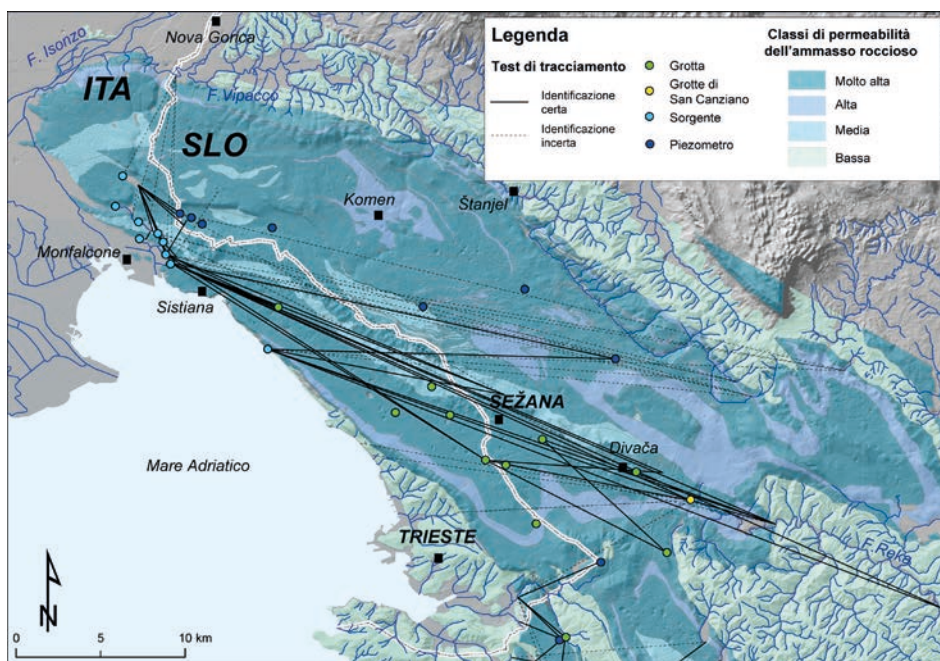 Nova Gorica
F. Isonzo
ITA
F. Vipacco
SLO
Komen
Štanjel
Monfalcone
Sistiana
SEŽANA
Divača
Mare Adriatico
TRIESTE
F. Reka
N
0 5 10 km
Legenda
Test di tracciamento
Identificazione
certa
Identificazione
incerta
Grotta
Grotte di
San Canziano
Sorgente
Piezometro
Classi di permeabilità
dell'ammasso roccioso
Molto alta
Alta
Media
Bassa